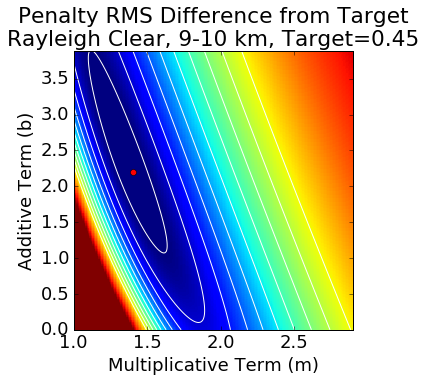 Penalty RMS Difference from Target
Rayleigh Clear, 9-10 km, Target=0.45
Additive Term (b)
3.5
3.0
2.5
2.0
1.5
1.0
0.5
0.0
1.0 1.5 2.0 2.5
Multiplicative Term (m)